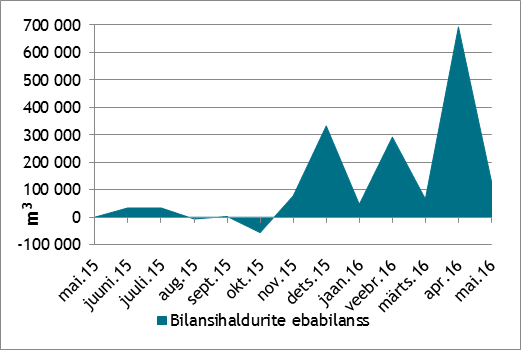 700 000
600 000
500 000
400 000
300 000
200 000
100 000
0
-100 000
m³
mai.15
juuni.15
juuli.15
aug.15
sept.15
okt.15
nov.15
dets.15
jaan.16
veebr.16
märts.16
apr.16
mai.16
Bilansihaldurite ebabilanss